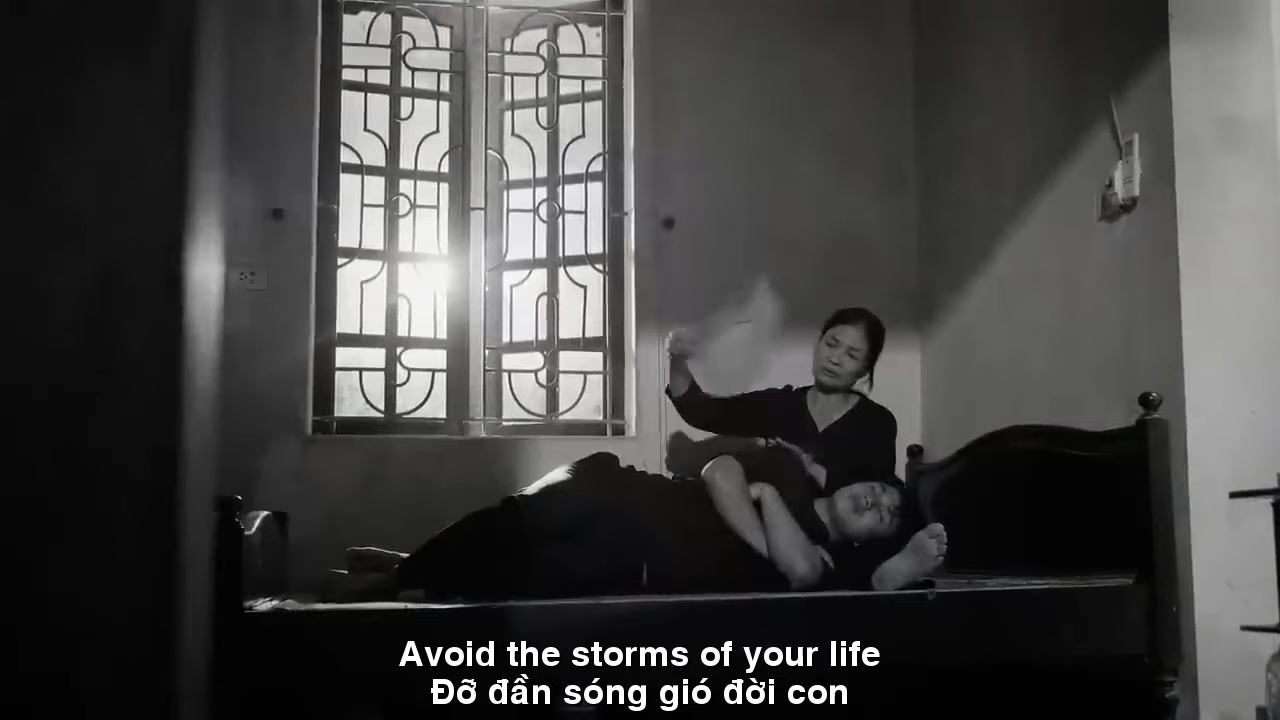 Avoid the storms of your life
Đỡ đần sóng gió đời con